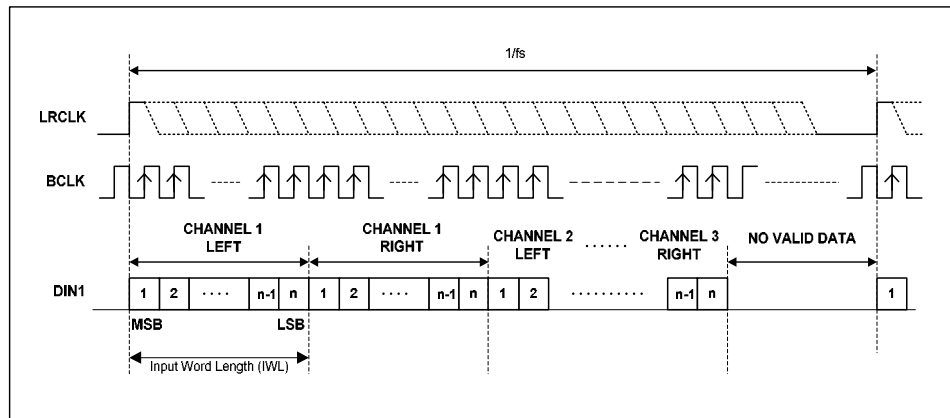 1/fs
LRCLK
BCLK
CHANNEL 1
LEFT
CHANNEL 1
RIGHT
CHANNEL 2
LEFT
......
CHANNEL 3
RIGHT
NO VALID DATA
DIN1
1 2 .... n-1 n 1 2 .... n-1 n 1 2 .......... n-1 n 1
MSB LSB
Input Word Length (IWL)